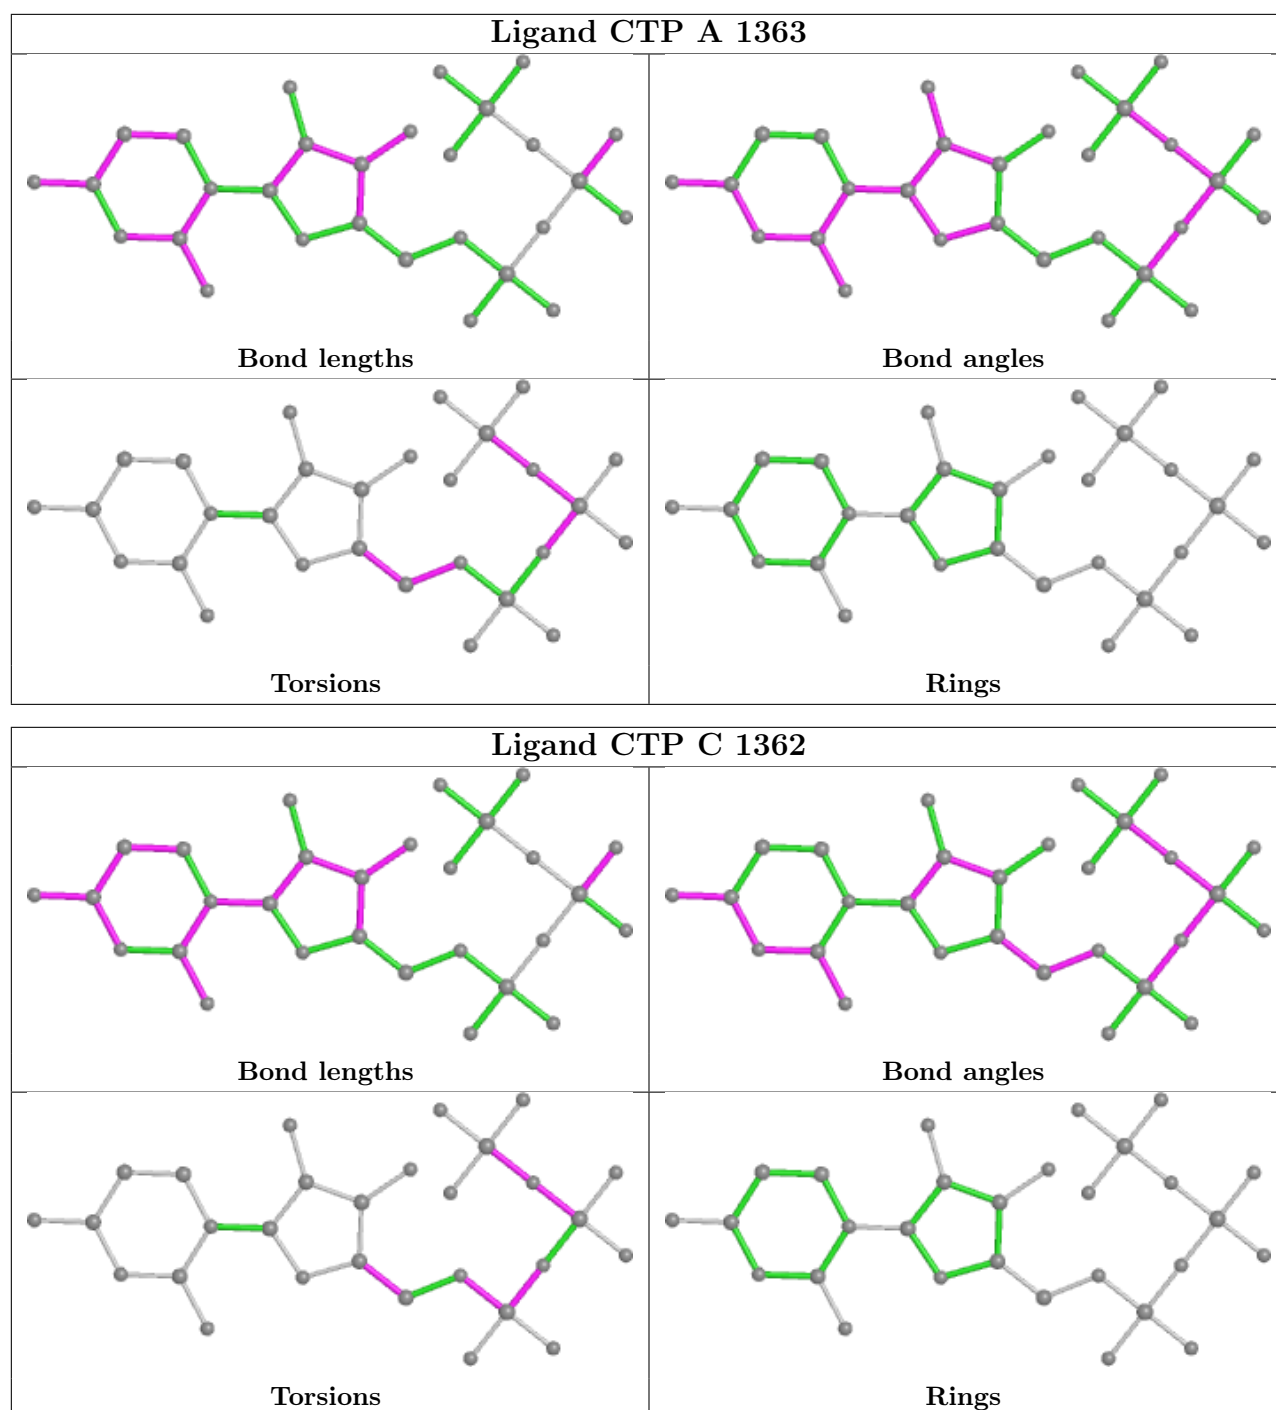 Ligand CTP A 1363
Bond lengths
Bond angles
Torsions
Rings
Ligand CTP C 1362
Bond lengths
Bond angles
Torsions
Rings